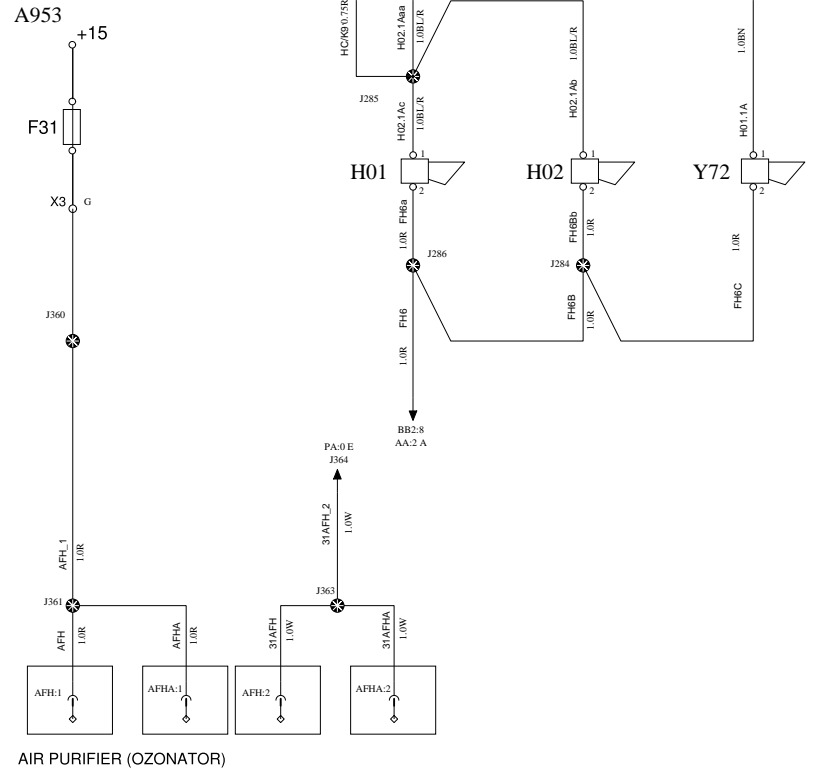 A953
+15
F31
X3
G
J360
AFH_1
1.0R
J361
AFH
1.0R
AFHA
1.0R
AFH:1
AFHA:1
AIR PURIFIER (OZONATOR)
PA:0 E
J364
31AFH_2
1.0W
J363
31AFH
1.0W
31AFHA
1.0W
AFH:2
AFHA:2
HC/K9 0.75R
H02.1Aaa
1.0BL/R
J285
H02.1Ac
1.0BL/R
H01
1
2
FH6a
1.0R
J286
FH6
1.0R
BB2:8
AA:2 A
1.0BL/R
H02.1Ab
H02
1
2
FH6Bb
1.0R
J284
FH6B
1.0R
1.0BN
H01.1A
Y72
1
2
1.0R
FH6C